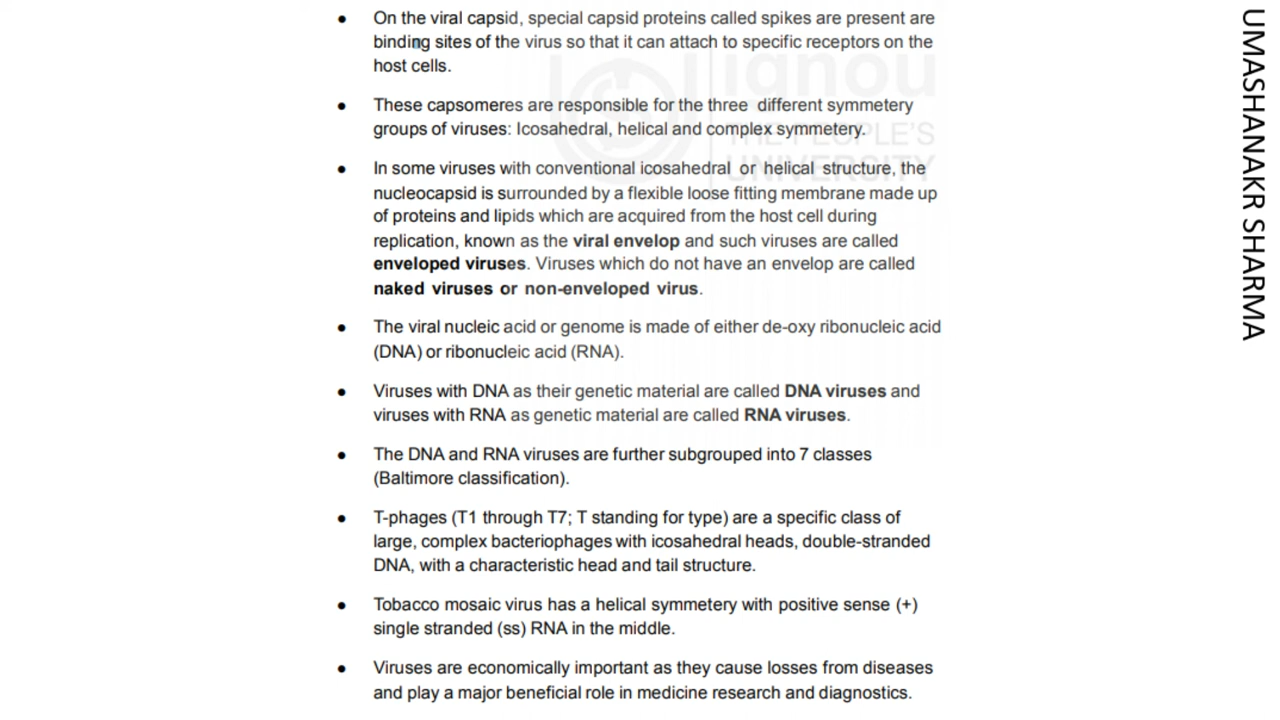 ● On the viral capsid, special capsid proteins called spikes are present are
binding sites of the virus so that it can attach to specific receptors on the
host cells.
● These capsomeres are responsible for the three different symmetery
groups of viruses: Icosahedral, helical and complex symmetery.
● In some viruses with conventional icosahedral or helical structure, the
nucleocapsid is surrounded by a flexible loose fitting membrane made up
of proteins and lipids which are acquired from the host cell during
replication, known as the viral envelop and such viruses are called
enveloped viruses. Viruses which do not have an envelop are called
naked viruses or non-enveloped virus.
● The viral nucleic acid or genome is made of either de-oxy ribonucleic acid
(DNA) or ribonucleic acid (RNA).
● Viruses with DNA as their genetic material are called DNA viruses and
viruses with RNA as genetic material are called RNA viruses.
● The DNA and RNA viruses are further subgrouped into 7 classes
(Baltimore classification).
● T-phages (T1 through T7; T standing for type) are a specific class of
large, complex bacteriophages with icosahedral heads, double-stranded
DNA, with a characteristic head and tail structure.
● Tobacco mosaic virus has a helical symmetery with positive sense (+)
single stranded (ss) RNA in the middle.
● Viruses are economically important as they cause losses from diseases
and play a major beneficial role in medicine research and diagnostics.
ignou
THE PEOPLE'S
UNIVERSITY
UMASHANAKR SHARMA